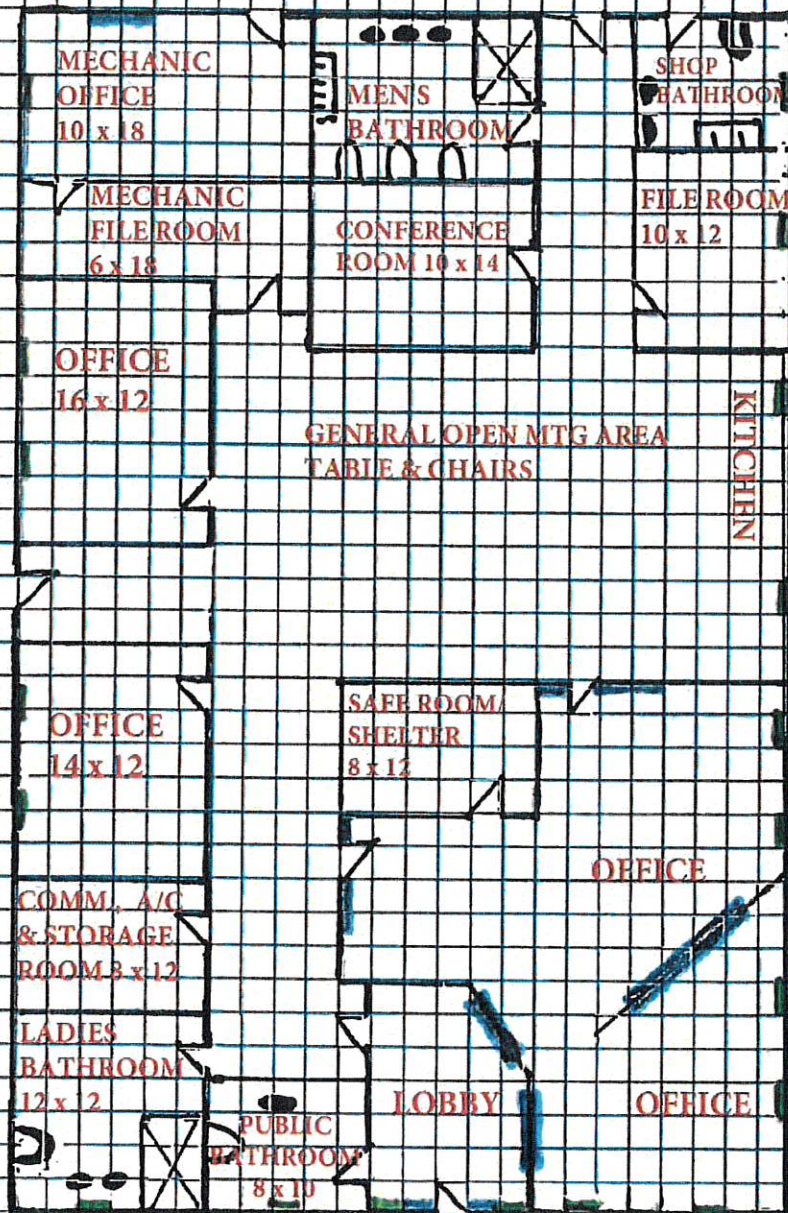 MECHANIC
OFFICE
10 x 18
MEN'S
BATHROOM
SHOP
BATHROOM
MECHANIC
FILE ROOM
6 x 18
CONFERENCE
ROOM 10 x 14
FILE ROOM
10 x 12
OFFICE
16 x 12
GENERAL OPEN MTG AREA
TABLE & CHAIRS
KITCHEN
OFFICE
14 x 12
SAFE ROOM/
SHELTER
8 x 12
OFFICE
COMM., A/C
& STORAGE
ROOM 8 x 12
LADIES
BATHROOM
12 x 12
PUBLIC
BATHROOM
8 x 10
LOBBY
OFFICE